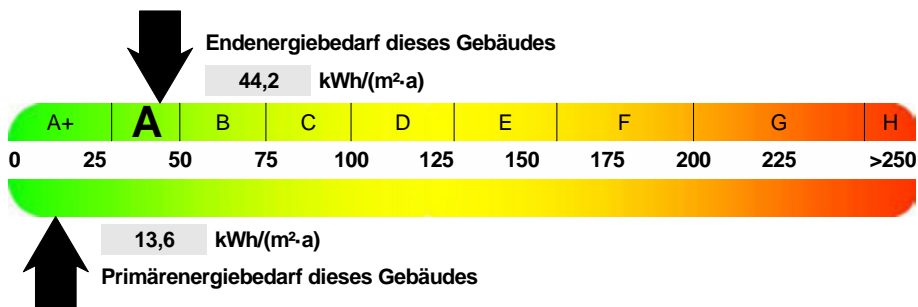 Endenergiebedarf dieses Gebäudes
44,2 kWh/(m²·a)
A+ A B C D E F G H
0 25 50 75 100 125 150 175 200 225 >250
13,6 kWh/(m²·a)
Primärenergiebedarf dieses Gebäudes